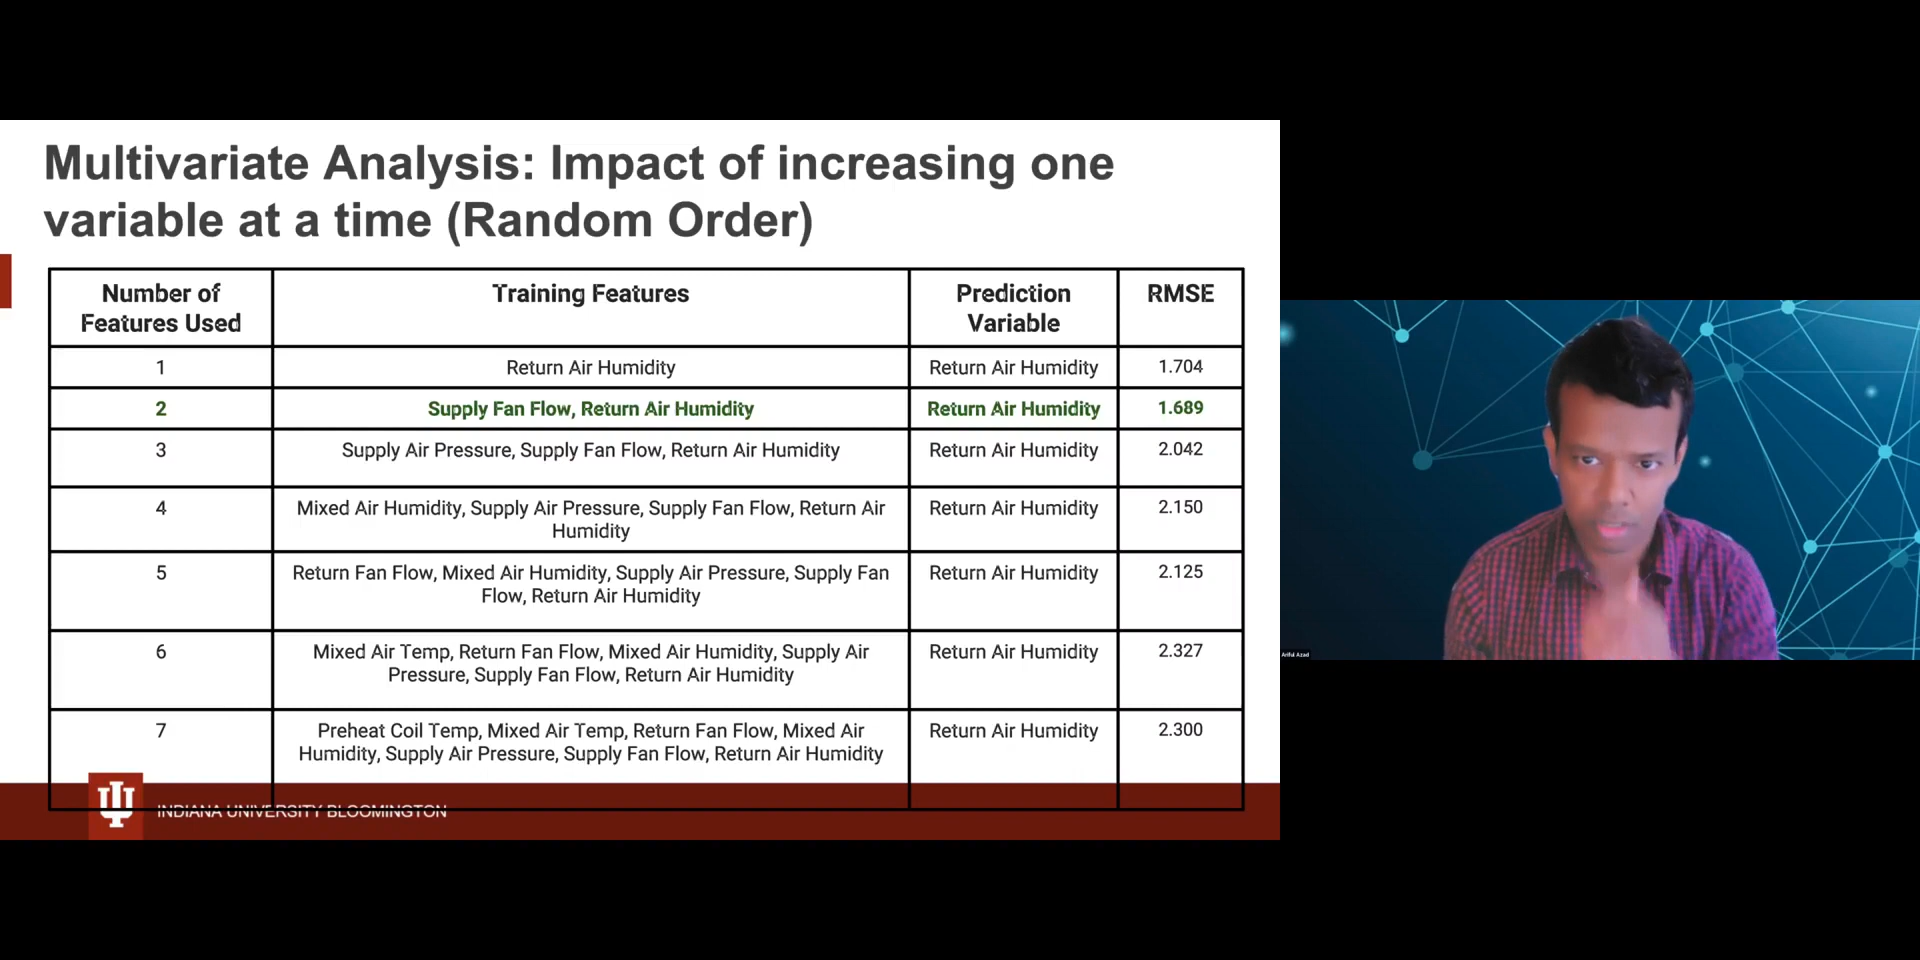 Multivariate Analysis: Impact of increasing one
variable at a time (Random Order)
Number of
Features Used
Training Features
Prediction
Variable
RMSE
1
Return Air Humidity
Return Air Humidity
1.704
2
Supply Fan Flow, Return Air Humidity
Return Air Humidity
1.689
3
Supply Air Pressure, Supply Fan Flow, Return Air Humidity
Return Air Humidity
2.042
4
Mixed Air Humidity, Supply Air Pressure, Supply Fan Flow, Return Air
Humidity
Return Air Humidity
2.150
5
Return Fan Flow, Mixed Air Humidity, Supply Air Pressure, Supply Fan
Flow, Return Air Humidity
Return Air Humidity
2.125
6
Mixed Air Temp, Return Fan Flow, Mixed Air Humidity, Supply Air
Pressure, Supply Fan Flow, Return Air Humidity
Return Air Humidity
2.327
7
Preheat Coil Temp, Mixed Air Temp, Return Fan Flow, Mixed Air
Humidity, Supply Air Pressure, Supply Fan Flow, Return Air Humidity
Return Air Humidity
2.300
INDIANA UNIVERSITY BLOOMINGTON
Ariful Azad